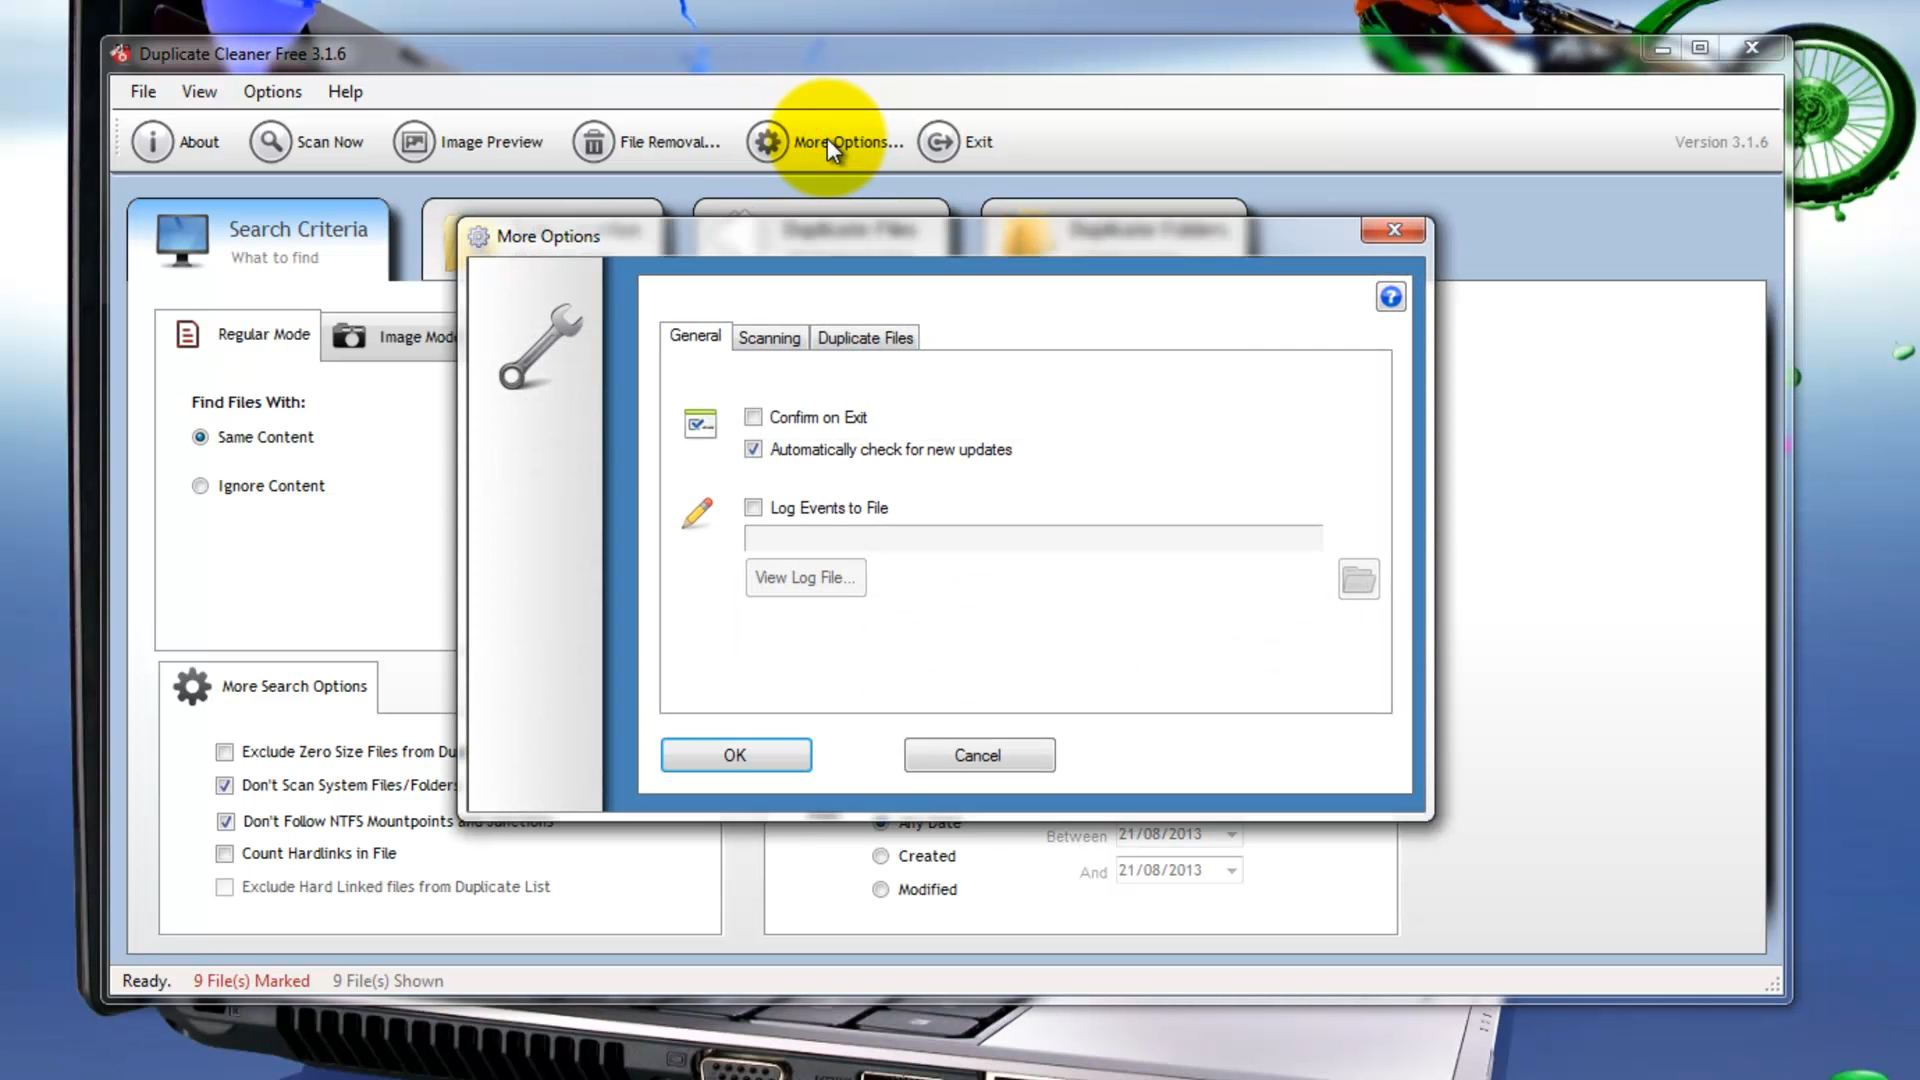 Duplicate Cleaner Free 3.1.6
File View Options Help
About Scan Now Image Preview File Removal... More Options... Exit Version 3.1.6
Search Criteria
What to find
Duplicate Files
Duplicate Folders
More Options
Regular Mode
Image Mod
General Scanning Duplicate Files
Find Files With:
Same Content
Ignore Content
Confirm on Exit
Automatically check for new updates
Log Events to File
View Log File...
More Search Options
OK Cancel
Exclude Zero Size Files from Du
Don't Scan System Files/Folders
Don't Follow NTFS Mountpoints and Junctions
Count Hardlinks in File
Exclude Hard Linked files from Duplicate List
Any Date
Created
Modified
Between 21/08/2013
And 21/08/2013
Ready. 9 File(s) Marked 9 File(s) Shown